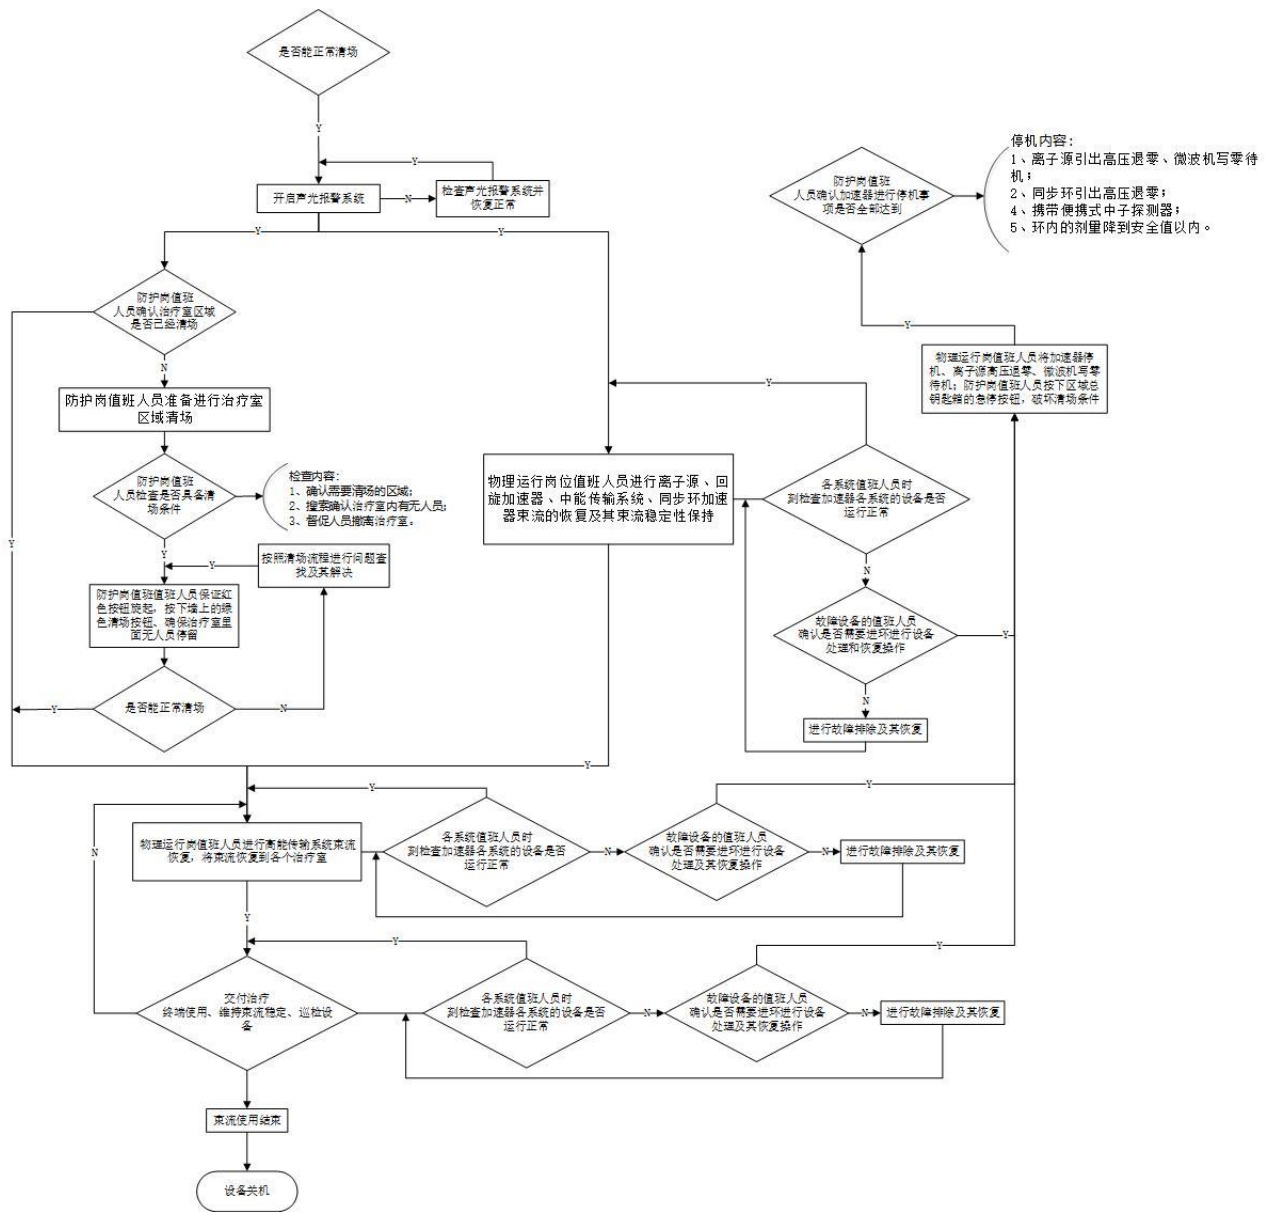 是否能正常清场
Y
Y
开启声光报警系统
N
检查声光报警系统并
恢复正常
Y
Y
防护岗值班
人员确认加速器进行停机事
项是否全部达到
停机内容：
1、离子源引出高压退零、微波机写零待
机；
2、同步环引出高压退零；
4、携带便携式中子探测器；
5、环内的剂量降到安全值以内。
防护岗值班
人员确认治疗室区域
是否已经清场
N
Y
物理运行岗值班人员将加速器停
机、离子源高压退零、微波机写零
待机；防护岗值班人员按下区域总
钥匙箱的急停按钮，破坏清场条件
防护岗值班人员准备进行治疗室
区域清场
Y
防护岗值班
人员检查是否具备清
场条件
检查内容：
1、确认需要清场的区域；
2、搜索确认治疗室内有无人员；
3、督促人员撤离治疗室。
物理运行岗位值班人员进行离子源、回
旋加速器、中能传输系统、同步环加速
器束流的恢复及其束流稳定性保持
各系统值班人员时
刻检查加速器各系统的设备是否
运行正常
Y
Y
Y
按照清场流程进行问题查
找及其解决
N
防护岗值班值班人员保证红
色按钮旋起，按下墙上的绿
色清场按钮、确保治疗室里
面无人员停留
故障设备的值班人员
确认是否需要进环进行设备
处理和恢复操作
Y
Y
是否能正常清场
N
N
进行故障排除及其恢复
Y
Y
Y
N
物理运行岗值班人员进行高能传输系统束流
恢复，将束流恢复到各个治疗室
各系统值班人员时
刻检查加速器各系统的设备是否
运行正常
N
故障设备的值班人员
确认是否需要进环进行设备
处理及其恢复操作
N
进行故障排除及其恢复
Y
Y
Y
交付治疗
终端使用、维持束流稳定、巡检
设备
各系统值班人员时
刻检查加速器各系统的设备是否
运行正常
N
故障设备的值班人员
确认是否需要进环进行设备
处理及其恢复操作
N
进行故障排除及其恢复
束流使用结束
设备关机